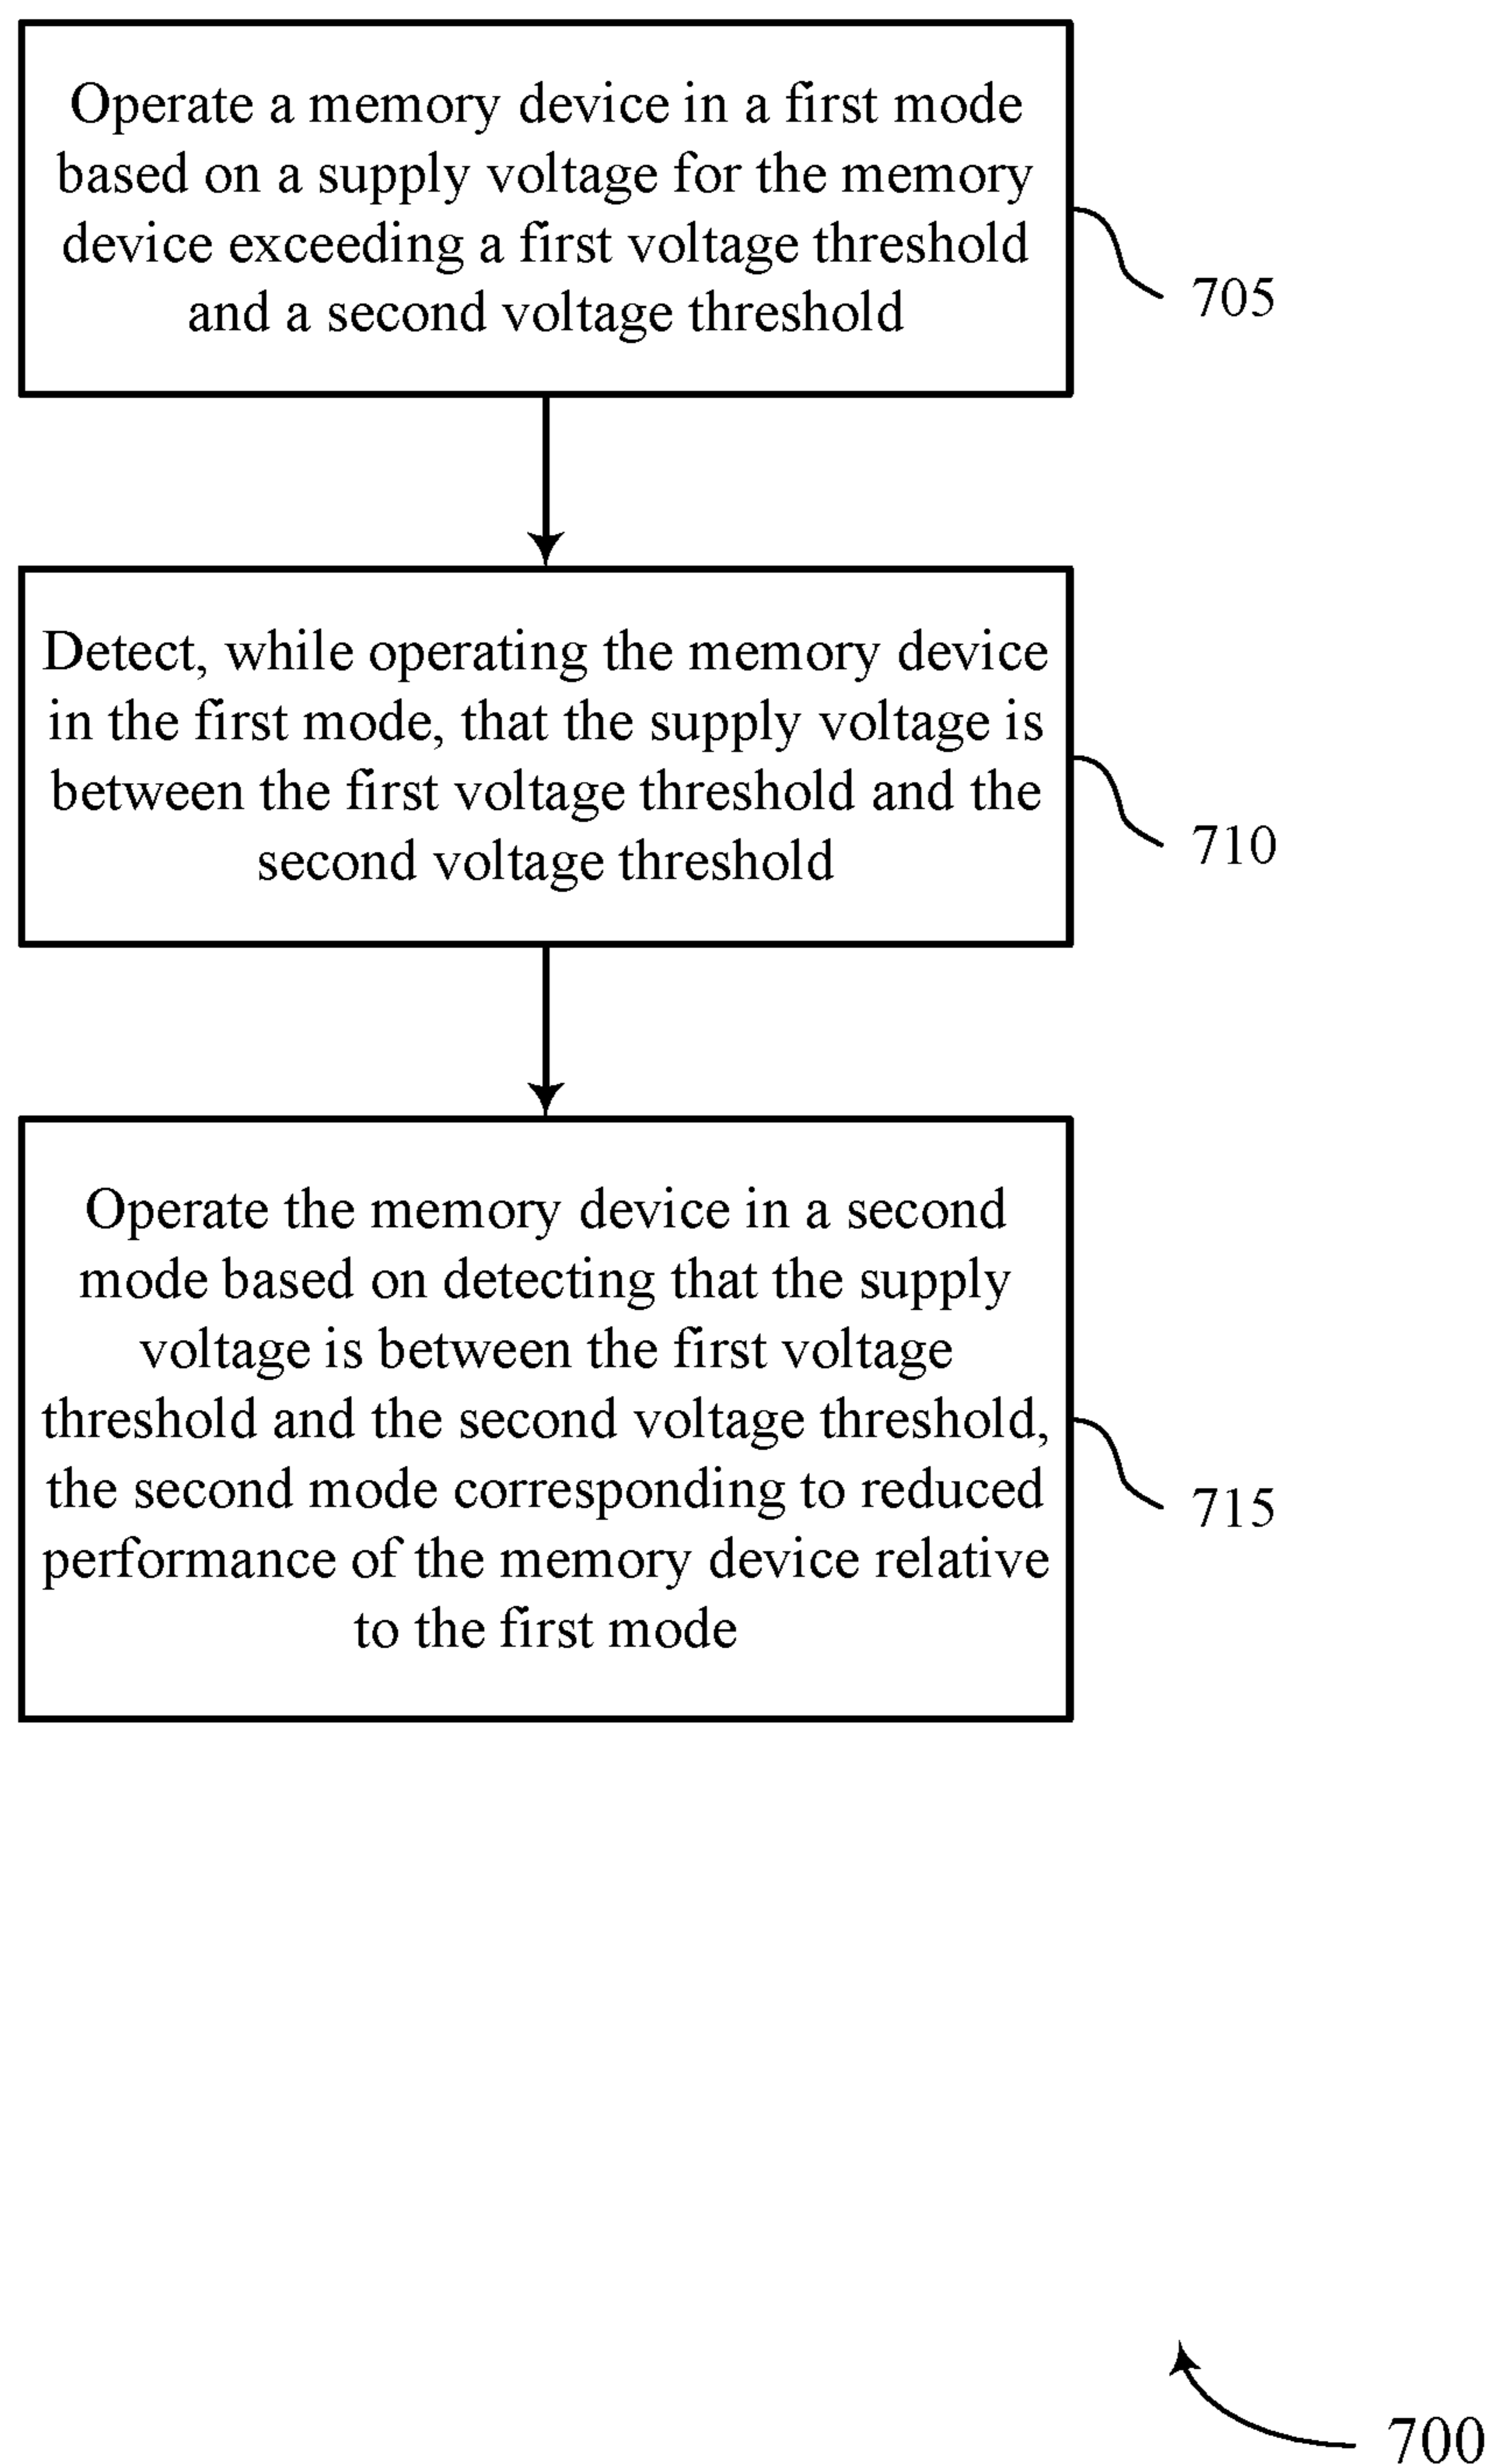 Operate a memory device in a first mode
based on a supply voltage for the memory
device exceeding a first voltage threshold
and a second voltage threshold
705
Detect, while operating the memory device
in the first mode, that the supply voltage is
between the first voltage threshold and the
second voltage threshold
710
Operate the memory device in a second
mode based on detecting that the supply
voltage is between the first voltage
threshold and the second voltage threshold,
the second mode corresponding to reduced
performance of the memory device relative
to the first mode
715
700